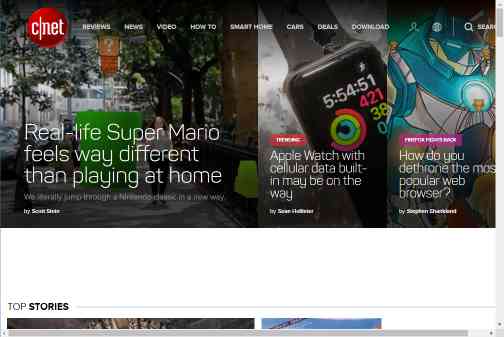 c|net
REVIEWS NEWS VIDEO HOW TO SMART HOME CARS DEALS DOWNLOAD SEAR
Real-life Super Mario
feels way different
than playing at home
We literally jump through a Nintendo classic in a new way.
by Scott Stein
5:54:51
421
38
TRENDING
Apple Watch with
cellular data built-
in may be on the
way
by Sean Hollister
FIREFOX FIGHTS BACK
How do you
dethrone the mos
popular web
browser?
by Stephen Shankland
TOP STORIES